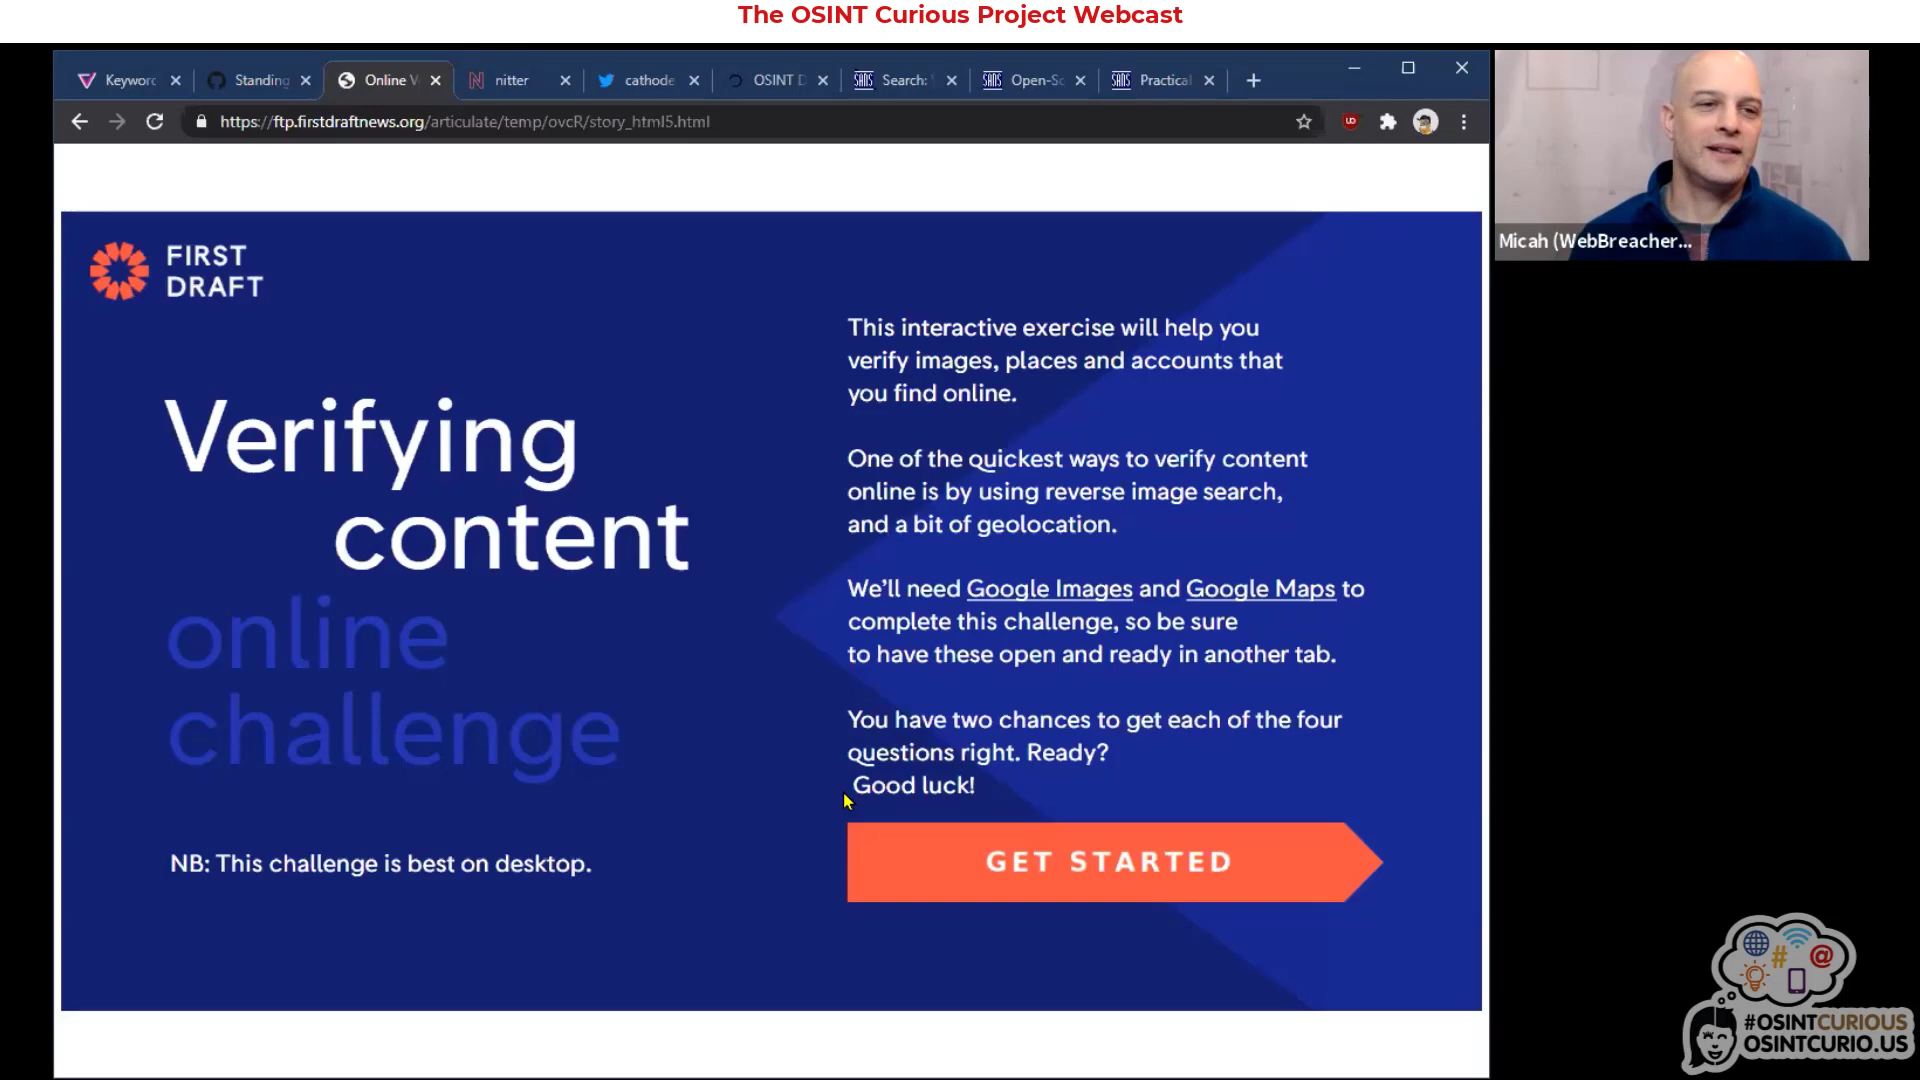 The OSINT Curious Project Webcast
Keyword
Standing
Online V
nitter
cathode
OSINT D
SANS Search:
SANS Open-So
SANS Practical
https://ftp.firstdraftnews.org/articulate/temp/ovcR/story_html5.html
Micah (WebBreacher...
FIRST
DRAFT
Verifying
content
online
challenge
NB: This challenge is best on desktop.
This interactive exercise will help you
verify images, places and accounts that
you find online.
One of the quickest ways to verify content
online is by using reverse image search,
and a bit of geolocation.
We'll need Google Images and Google Maps to
complete this challenge, so be sure
to have these open and ready in another tab.
You have two chances to get each of the four
questions right. Ready?
Good luck!
GET STARTED
#OSINTCURIOUS
OSINTCURIO.US